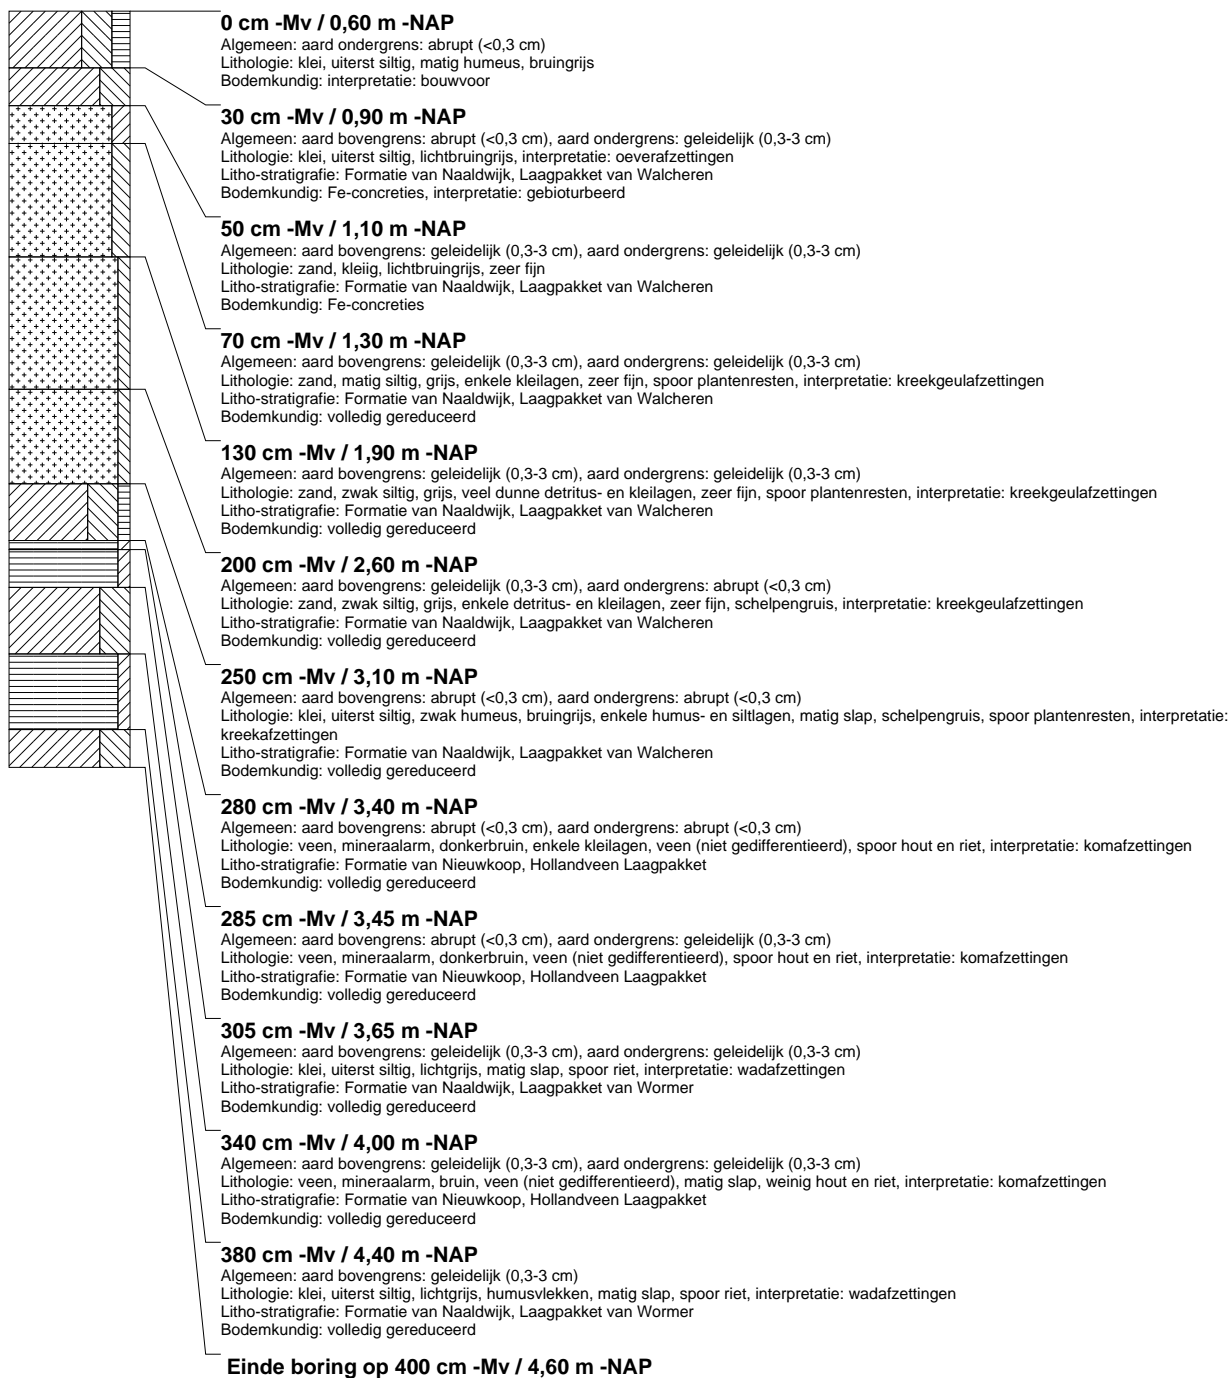 0 cm -Mv / 0,60 m -NAP
Algemeen: aard ondergrens: abrupt (<0,3 cm)
Lithologie: klei, uiterst siltig, matig humeus, bruingrijs
Bodemkundig: interpretatie: bouwvoor
30 cm -Mv / 0,90 m -NAP
Algemeen: aard bovengrens: abrupt (<0,3 cm), aard ondergrens: geleidelijk (0,3-3 cm)
Lithologie: klei, uiterst siltig, lichtbruingrijs, interpretatie: oeverafzettingen
Litho-stratigrafie: Formatie van Naaldwijk, Laagpakket van Walcheren
Bodemkundig: Fe-concreties, interpretatie: gebioturbeerd
50 cm -Mv / 1,10 m -NAP
Algemeen: aard bovengrens: geleidelijk (0,3-3 cm), aard ondergrens: geleidelijk (0,3-3 cm)
Lithologie: zand, kleiig, lichtbruingrijs, zeer fijn
Litho-stratigrafie: Formatie van Naaldwijk, Laagpakket van Walcheren
Bodemkundig: Fe-concreties
70 cm -Mv / 1,30 m -NAP
Algemeen: aard bovengrens: geleidelijk (0,3-3 cm), aard ondergrens: geleidelijk (0,3-3 cm)
Lithologie: zand, matig siltig, grijs, enkele kleilagen, zeer fijn, spoor plantenresten, interpretatie: kreekgeulafzettingen
Litho-stratigrafie: Formatie van Naaldwijk, Laagpakket van Walcheren
Bodemkundig: volledig gereduceerd
130 cm -Mv / 1,90 m -NAP
Algemeen: aard bovengrens: geleidelijk (0,3-3 cm), aard ondergrens: geleidelijk (0,3-3 cm)
Lithologie: zand, zwak siltig, grijs, veel dunne detritus- en kleilagen, zeer fijn, spoor plantenresten, interpretatie: kreekgeulafzettingen
Litho-stratigrafie: Formatie van Naaldwijk, Laagpakket van Walcheren
Bodemkundig: volledig gereduceerd
200 cm -Mv / 2,60 m -NAP
Algemeen: aard bovengrens: geleidelijk (0,3-3 cm), aard ondergrens: abrupt (<0,3 cm)
Lithologie: zand, zwak siltig, grijs, enkele detritus- en kleilagen, zeer fijn, schelpengruis, interpretatie: kreekgeulafzettingen
Litho-stratigrafie: Formatie van Naaldwijk, Laagpakket van Walcheren
Bodemkundig: volledig gereduceerd
250 cm -Mv / 3,10 m -NAP
Algemeen: aard bovengrens: abrupt (<0,3 cm), aard ondergrens: abrupt (<0,3 cm)
Lithologie: klei, uiterst siltig, zwak humeus, bruingrijs, enkele humus- en siltlagen, matig slap, schelpengruis, spoor plantenresten, interpretatie:
kreekafzettingen
Litho-stratigrafie: Formatie van Naaldwijk, Laagpakket van Walcheren
Bodemkundig: volledig gereduceerd
280 cm -Mv / 3,40 m -NAP
Algemeen: aard bovengrens: abrupt (<0,3 cm), aard ondergrens: abrupt (<0,3 cm)
Lithologie: veen, mineraalarm, donkerbruin, enkele kleilagen, veen (niet gedifferentieerd), spoor hout en riet, interpretatie: komafzettingen
Litho-stratigrafie: Formatie van Nieuwkoop, Hollandveen Laagpakket
Bodemkundig: volledig gereduceerd
285 cm -Mv / 3,45 m -NAP
Algemeen: aard bovengrens: abrupt (<0,3 cm), aard ondergrens: geleidelijk (0,3-3 cm)
Lithologie: veen, mineraalarm, donkerbruin, veen (niet gedifferentieerd), spoor hout en riet, interpretatie: komafzettingen
Litho-stratigrafie: Formatie van Nieuwkoop, Hollandveen Laagpakket
Bodemkundig: volledig gereduceerd
305 cm -Mv / 3,65 m -NAP
Algemeen: aard bovengrens: geleidelijk (0,3-3 cm), aard ondergrens: geleidelijk (0,3-3 cm)
Lithologie: klei, uiterst siltig, lichtgrijs, matig slap, spoor riet, interpretatie: wadafzettingen
Litho-stratigrafie: Formatie van Naaldwijk, Laagpakket van Wormer
Bodemkundig: volledig gereduceerd
340 cm -Mv / 4,00 m -NAP
Algemeen: aard bovengrens: geleidelijk (0,3-3 cm), aard ondergrens: geleidelijk (0,3-3 cm)
Lithologie: veen, mineraalarm, bruin, veen (niet gedifferentieerd), matig slap, weinig hout en riet, interpretatie: komafzettingen
Litho-stratigrafie: Formatie van Nieuwkoop, Hollandveen Laagpakket
Bodemkundig: volledig gereduceerd
380 cm -Mv / 4,40 m -NAP
Algemeen: aard bovengrens: geleidelijk (0,3-3 cm)
Lithologie: klei, uiterst siltig, lichtgrijs, humusvlekken, matig slap, spoor riet, interpretatie: wadafzettingen
Litho-stratigrafie: Formatie van Naaldwijk, Laagpakket van Wormer
Bodemkundig: volledig gereduceerd
Einde boring op 400 cm -Mv / 4,60 m -NAP